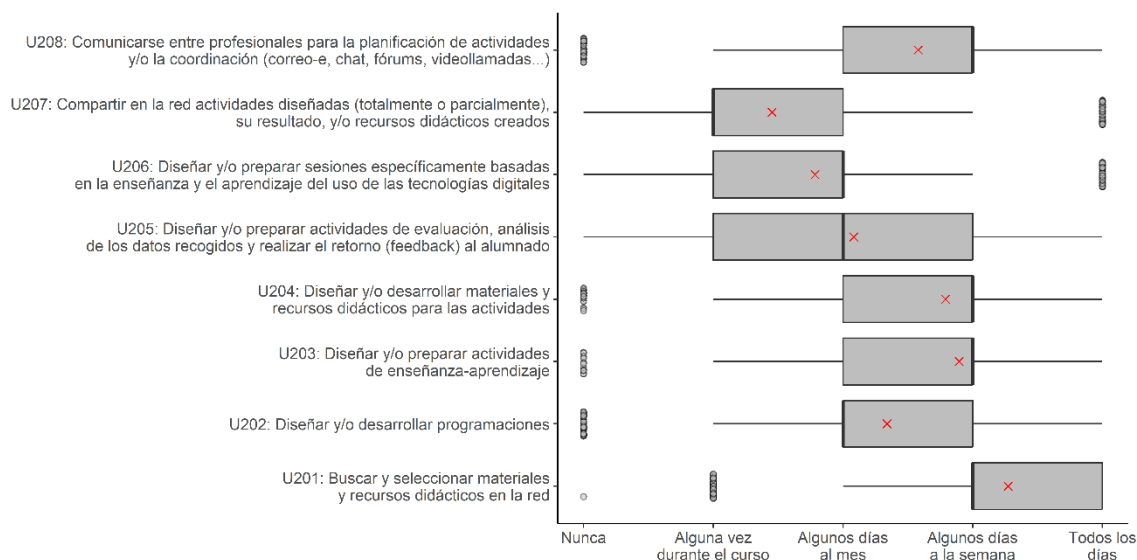 U208: Comunicarse entre profesionales para la planificación de actividades
y/o la coordinación (correo-e, chat, fórums, videollamadas...)
U207: Compartir en la red actividades diseñadas (totalmente o parcialmente),
su resultado, y/o recursos didácticos creados
U206: Diseñar y/o preparar sesiones específicamente basadas
en la enseñanza y el aprendizaje del uso de las tecnologías digitales
U205: Diseñar y/o preparar actividades de evaluación, análisis
de los datos recogidos y realizar el retorno (feedback) al alumnado
U204: Diseñar y/o desarrollar materiales y
recursos didácticos para las actividades
U203: Diseñar y/o preparar actividades
de enseñanza-aprendizaje
U202: Diseñar y/o desarrollar programaciones
U201: Buscar y seleccionar materiales
y recursos didácticos en la red
Nunca
Alguna vez
durante el curso
Algunos días
al mes
Algunos días
a la semana
Todos los
días